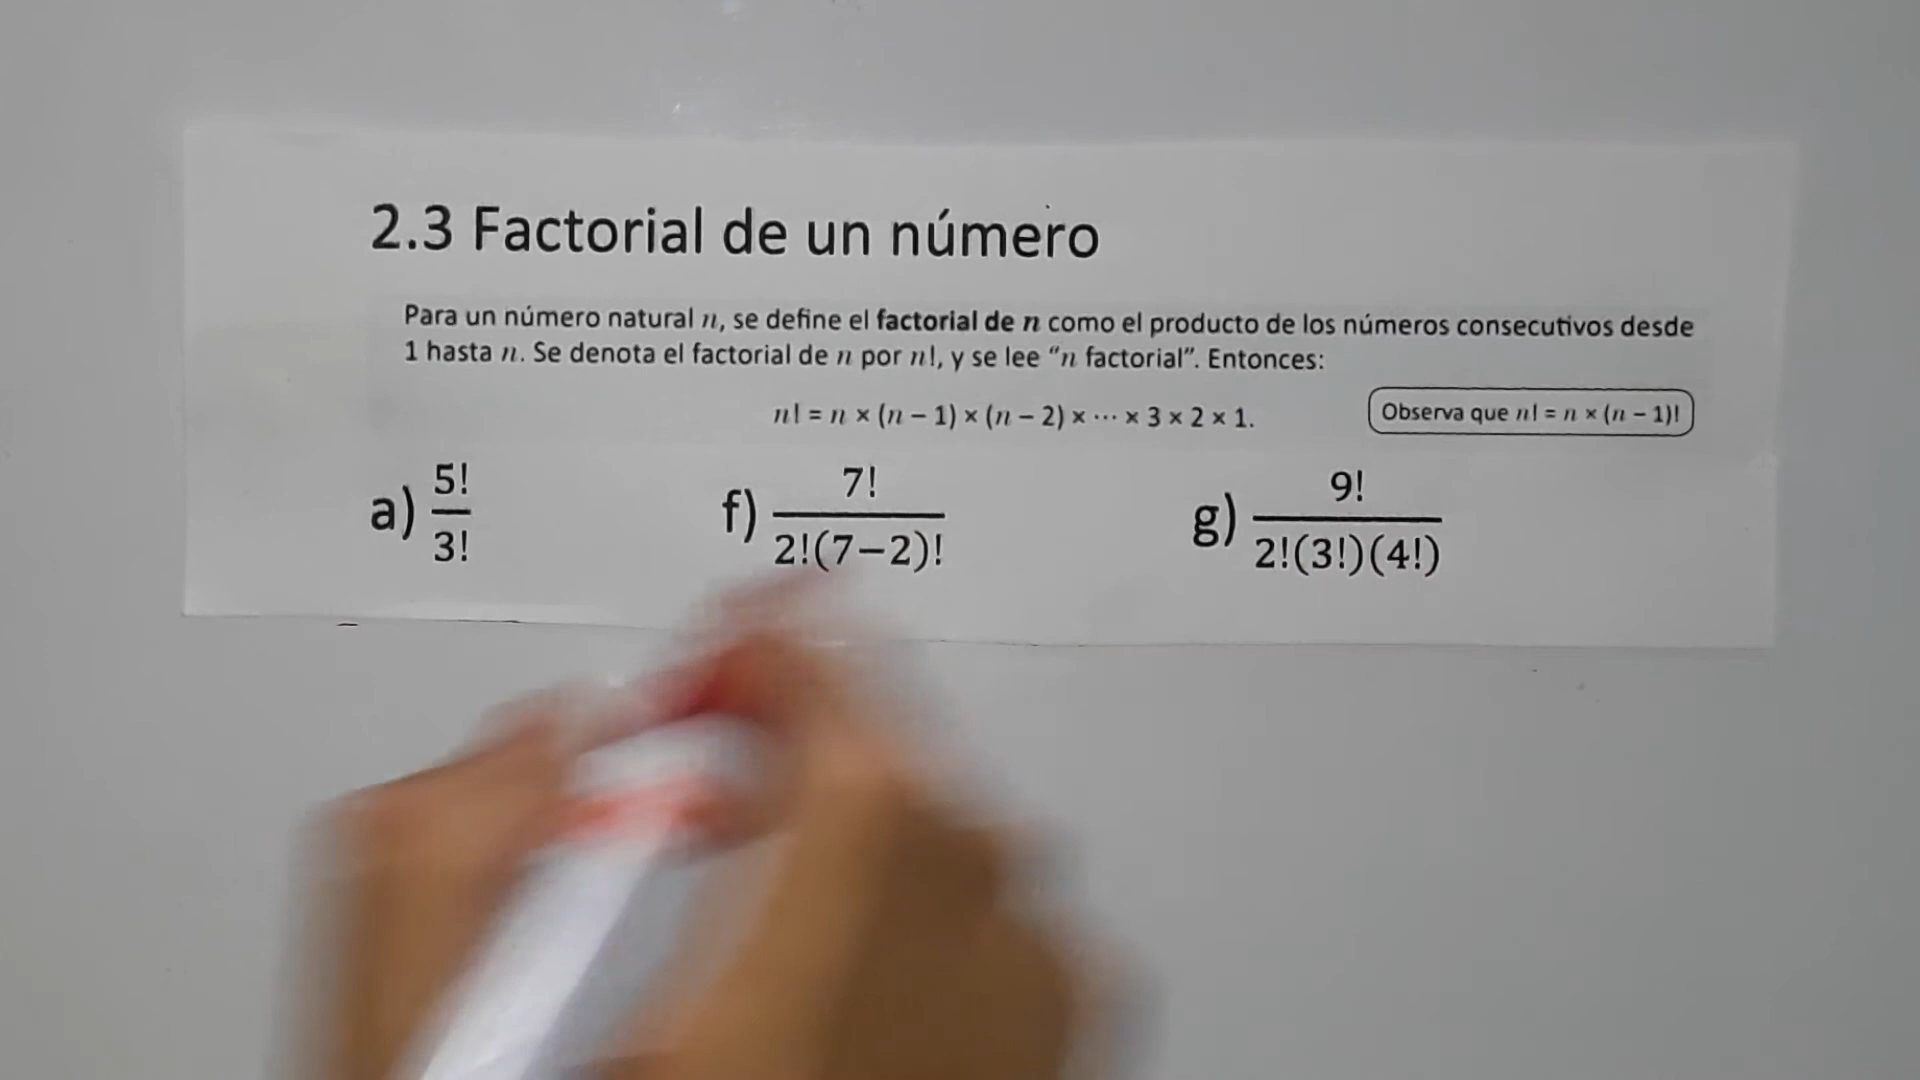 2.3 Factorial de un número
Para un número natural n, se define el factorial de n como el producto de los números consecutivos desde
1 hasta n. Se denota el factorial de n por n!, y se lee “n factorial”. Entonces:
n! = n × (n − 1) × (n − 2) × ··· × 3 × 2 × 1.
Observa que n! = n × (n − 1)!
a) 5!/3!
f) 7!/2!(7−2)!
g) 9!/2!(3!)(4!)